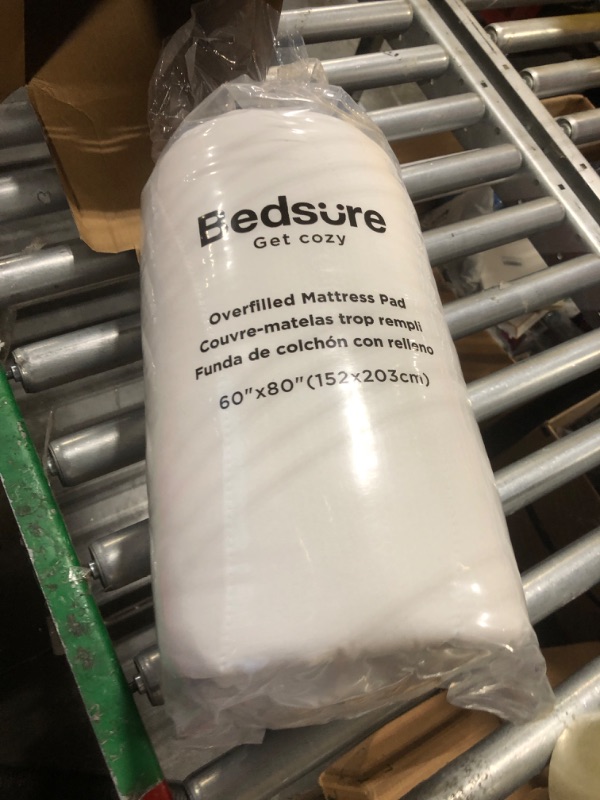 Bedsure
Get cozy
Overfilled Mattress Pad
Couvre-matelas trop rempli
Funda de colchón con relleno
60"x80"(152x203cm)